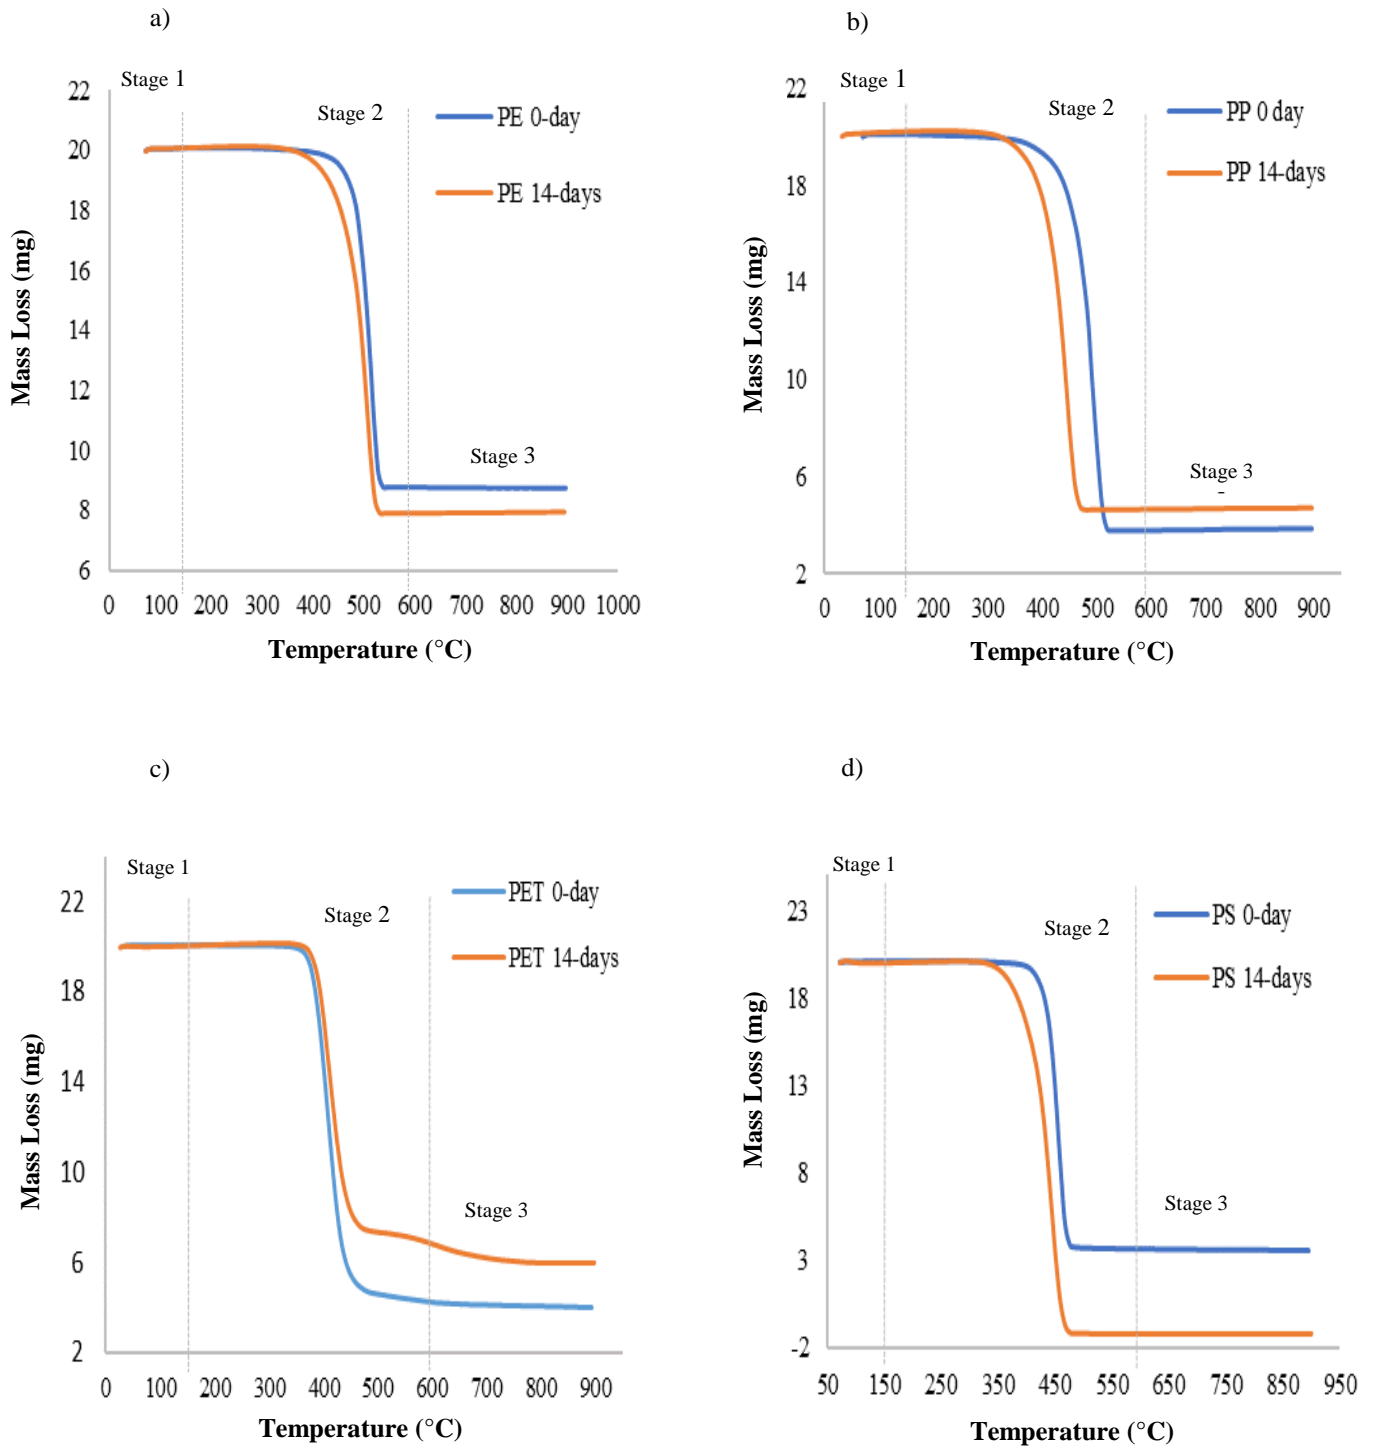 a)
Stage 1
Stage 2
PE 0-day
PE 14-days
Stage 3
Mass Loss (mg)
22
20
18
16
14
12
10
8
6
0 100 200 300 400 500 600 700 800 900 1000
Temperature (°C)
b)
Stage 1
Stage 2
PP 0 day
PP 14-days
Stage 3
-
Mass Loss (mg)
22
18
14
10
6
2
0 100 200 300 400 500 600 700 800 900
Temperature (°C)
c)
Stage 1
Stage 2
PET 0-day
PET 14-days
Stage 3
Mass Loss (mg)
22
18
14
10
6
2
0 100 200 300 400 500 600 700 800 900
Temperature (°C)
d)
Stage 1
Stage 2
PS 0-day
PS 14-days
Stage 3
Mass Loss (mg)
23
18
13
8
3
-2
50 150 250 350 450 550 650 750 850 950
Temperature (°C)